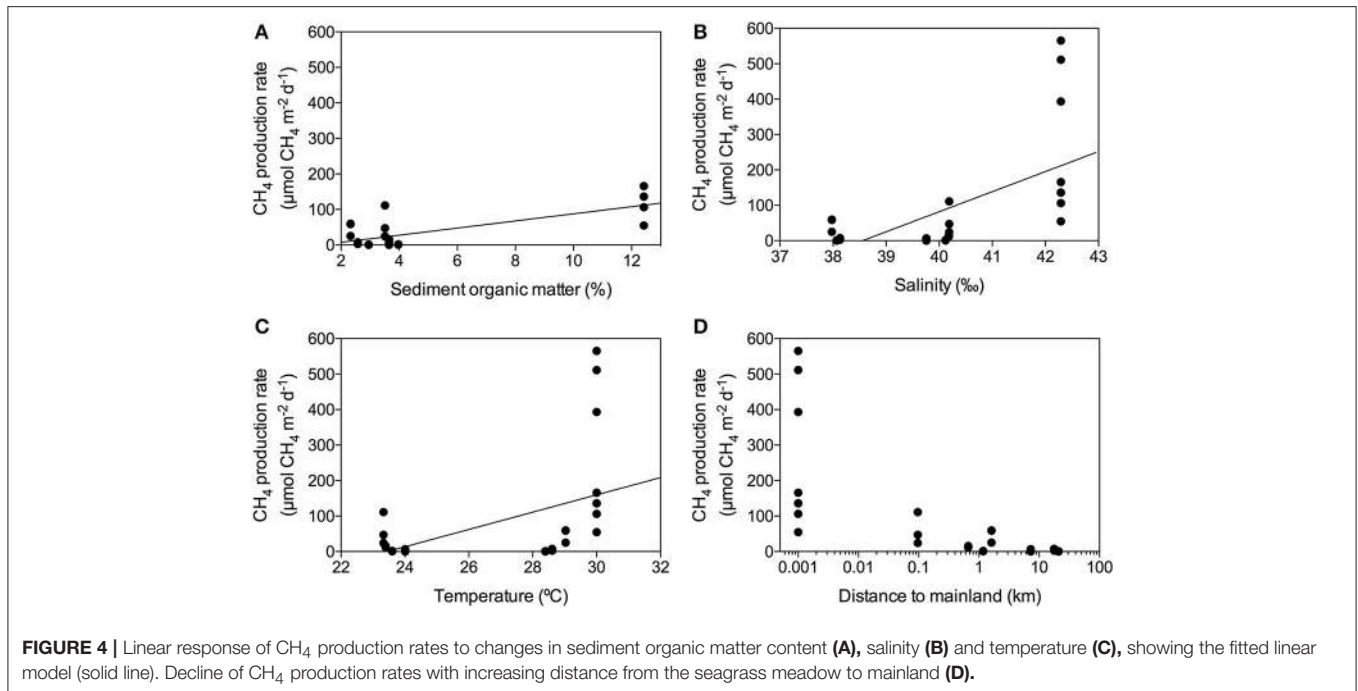 A
CH4 production rate
(µmol CH4 m-2 d-1)
600
500
400
300
200
100
0
2 4 6 8 10 12
Sediment organic matter (%)
B
CH4 production rate
(µmol CH4 m-2 d-1)
600
500
400
300
200
100
0
37 38 39 40 41 42 43
Salinity (‰)
C
CH4 production rate
(µmol CH4 m-2 d-1)
600
500
400
300
200
100
0
22 24 26 28 30 32
Temperature (ºC)
D
CH4 production rate
(µmol CH4 m-2 d-1)
600
500
400
300
200
100
0
0.001 0.01 0.1 1 10 100
Distance to mainland (km)
FIGURE 4 | Linear response of CH4 production rates to changes in sediment organic matter content (A), salinity (B) and temperature (C), showing the fitted linear
model (solid line). Decline of CH4 production rates with increasing distance from the seagrass meadow to mainland (D).